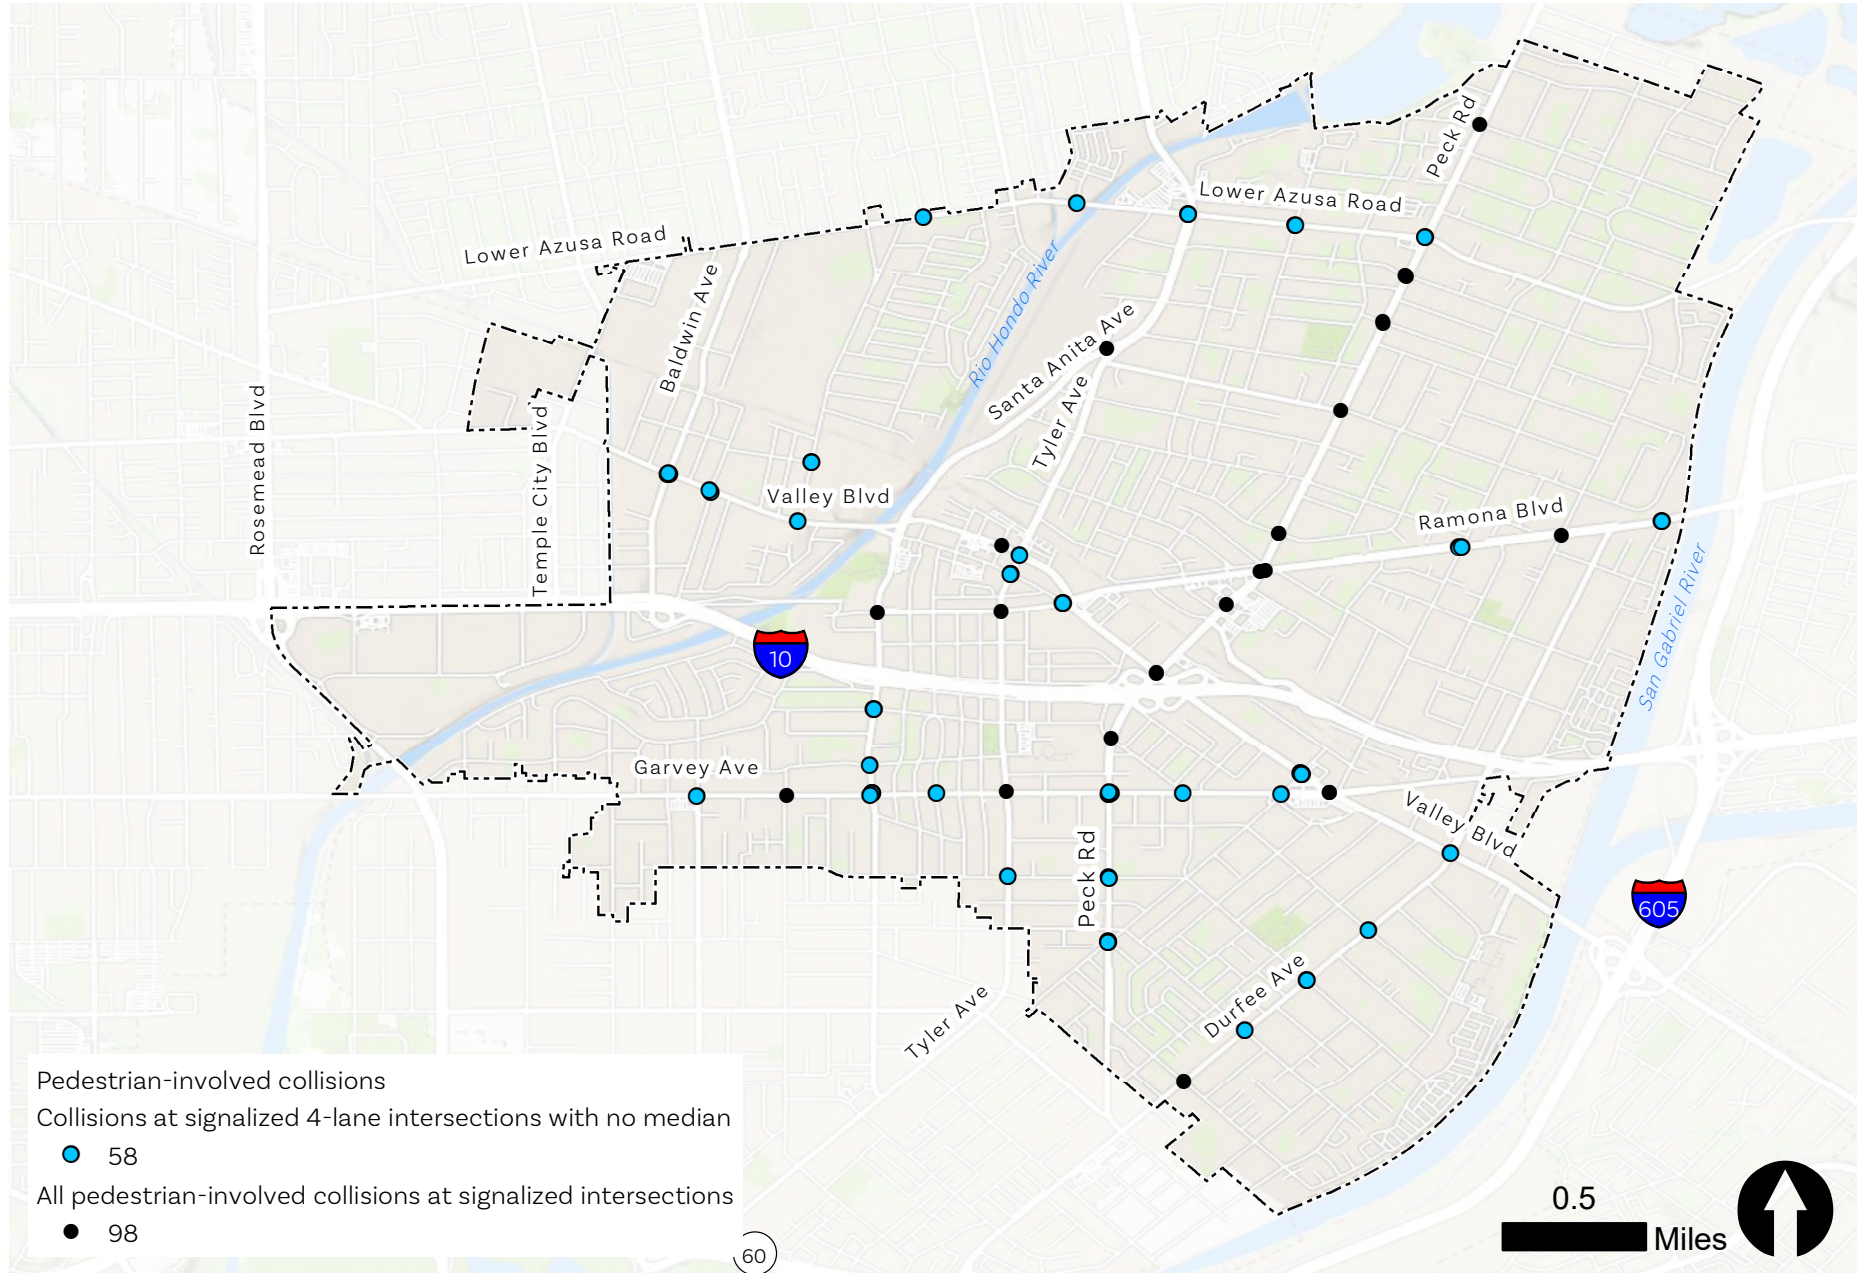 Peck Rd
Lower Azusa Road
Lower Azusa Road
Baldwin Ave
Rio Hondo River
Santa Anita Ave
Tyler Ave
Rosemead Blvd
Temple City Blvd
Valley Blvd
Ramona Blvd
San Gabriel River
10
Garvey Ave
Valley Blvd
Peck Rd
605
Durfee Ave
Tyler Ave
Pedestrian-involved collisions
Collisions at signalized 4-lane intersections with no median
58
All pedestrian-involved collisions at signalized intersections
98
60
0.5
Miles